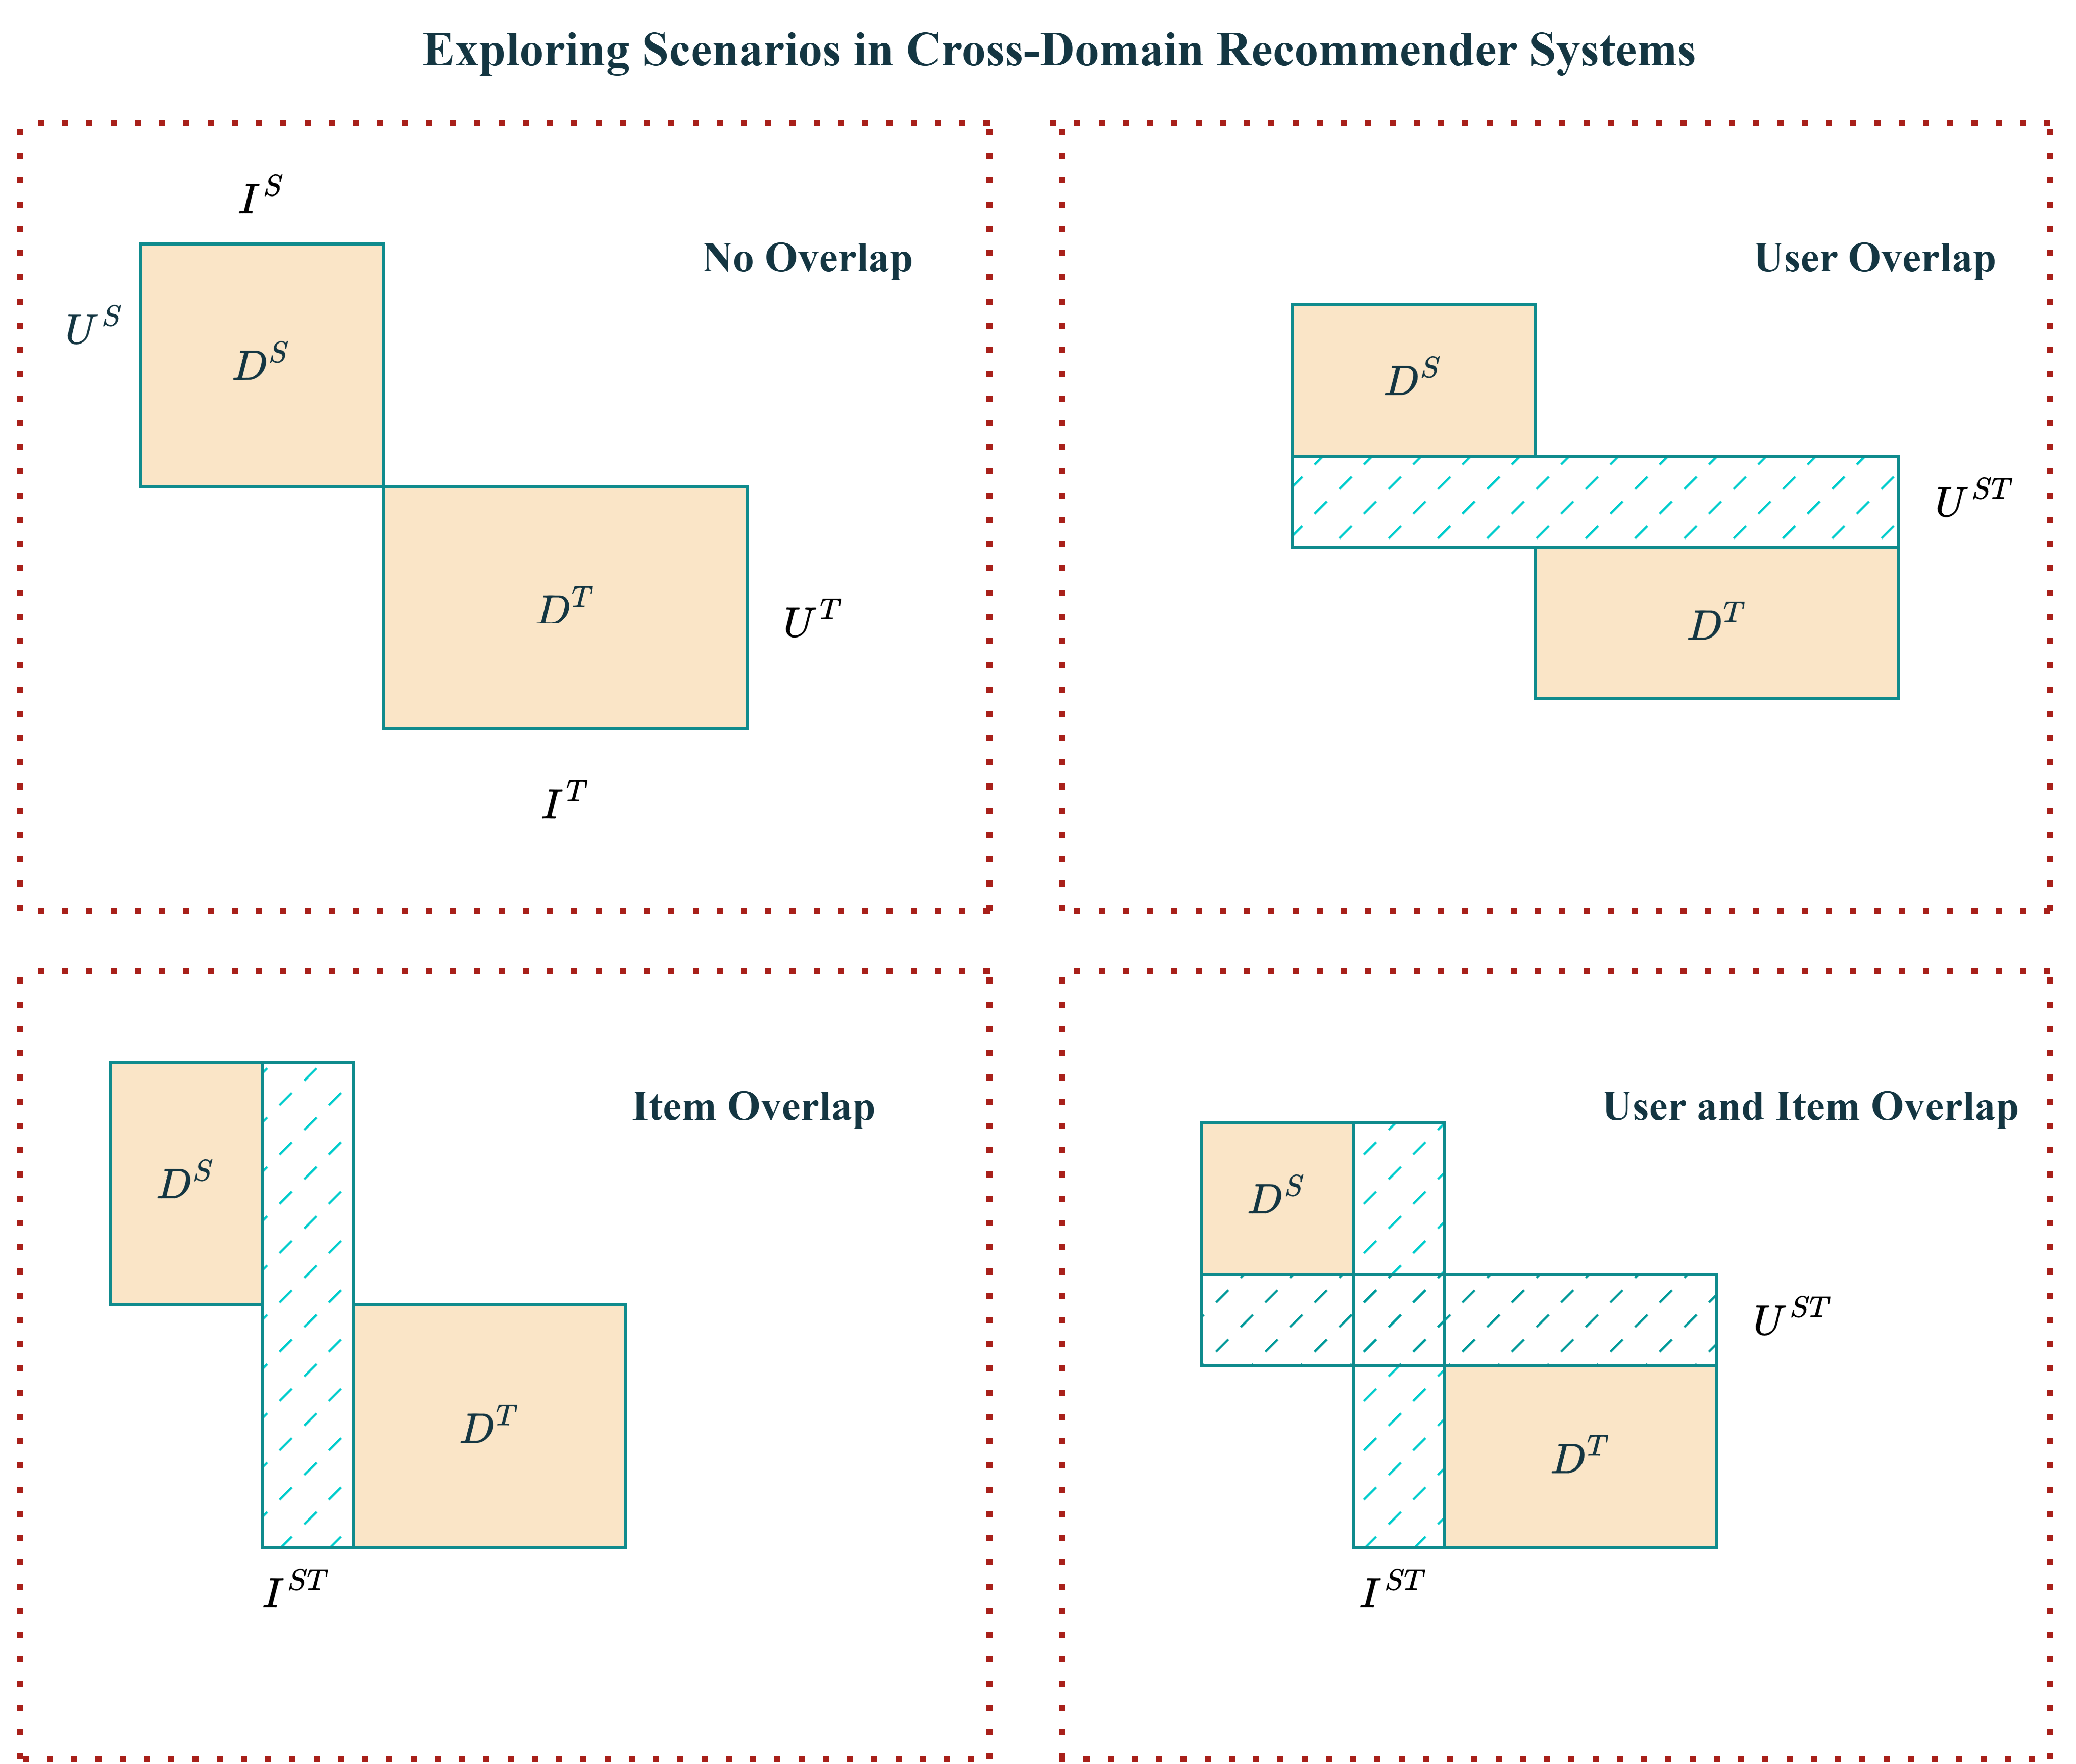 Exploring Scenarios in Cross-Domain Recommender Systems
I^S
No Overlap
U^S
D^S
D^T
U^T
I^T
User Overlap
D^S
U^ST
D^T
Item Overlap
D^S
D^T
I^ST
User and Item Overlap
D^S
U^ST
D^T
I^ST